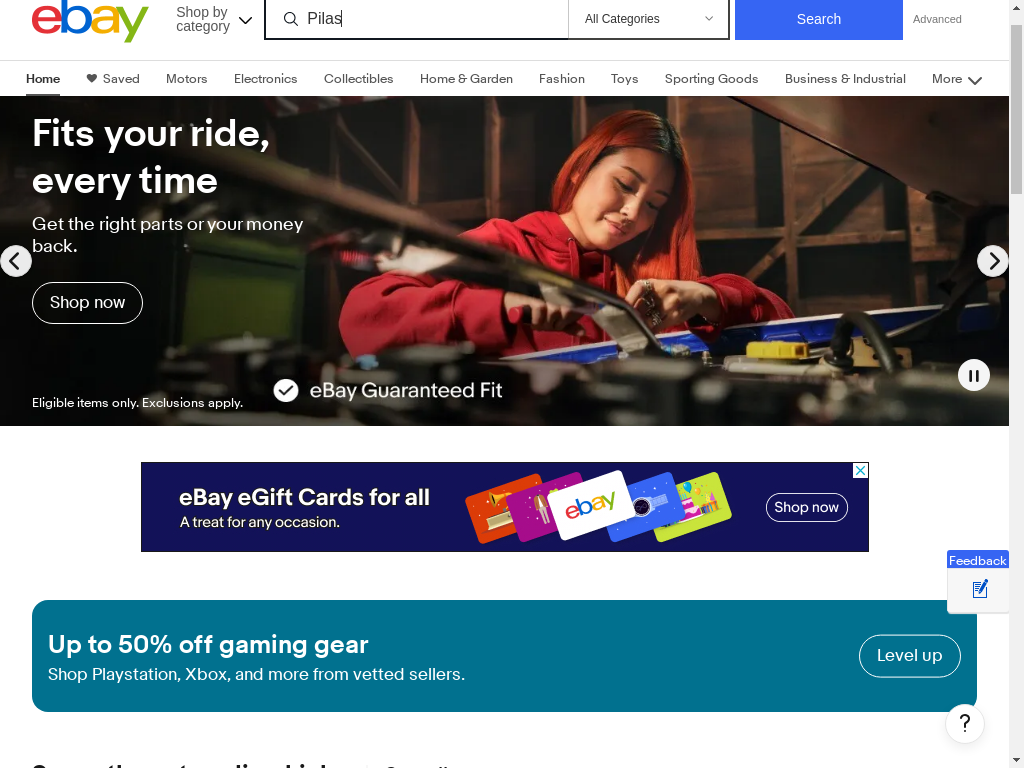 ebay
Shop by
category
Pilas
All Categories
Search
Advanced
Home
Saved
Motors
Electronics
Collectibles
Home & Garden
Fashion
Toys
Sporting Goods
Business & Industrial
More
Fits your ride,
every time
Get the right parts or your money
back.
Shop now
eBay Guaranteed Fit
Eligible items only. Exclusions apply.
eBay eGift Cards for all
A treat for any occasion.
ebay
Shop now
Feedback
Up to 50% off gaming gear
Shop Playstation, Xbox, and more from vetted sellers.
Level up
?